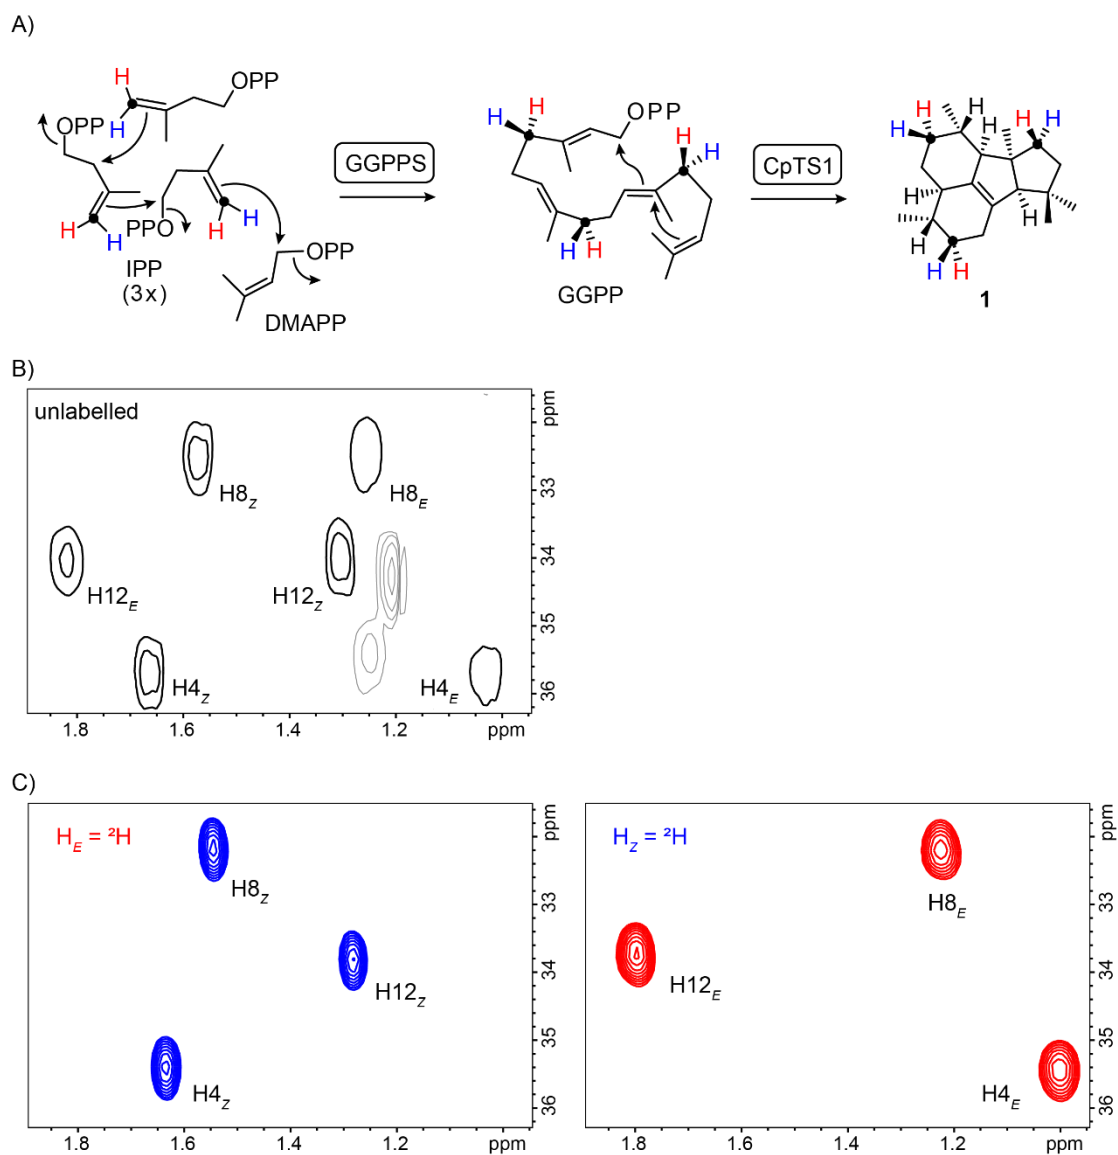 A)
H
OPP
H
OPP
PPO
H
H
H
H
IPP
(3x)
OPP
DMAPP
GGPPS
H
H
OPP
H
H
H
H
GGPP
CpTS1
H
H
H
H
H
H
H
H
H
H
H
1
B)
unlabelled
H8Z
H8E
H12E
H12Z
H4Z
H4E
ppm
33
34
35
36
1.8
1.6
1.4
1.2
ppm
C)
HE = ²H
H8Z
H12Z
H4Z
ppm
33
34
35
36
1.8
1.6
1.4
1.2
ppm
HZ = ²H
H8E
H12E
H4E
ppm
33
34
35
36
1.8
1.6
1.4
1.2
ppm